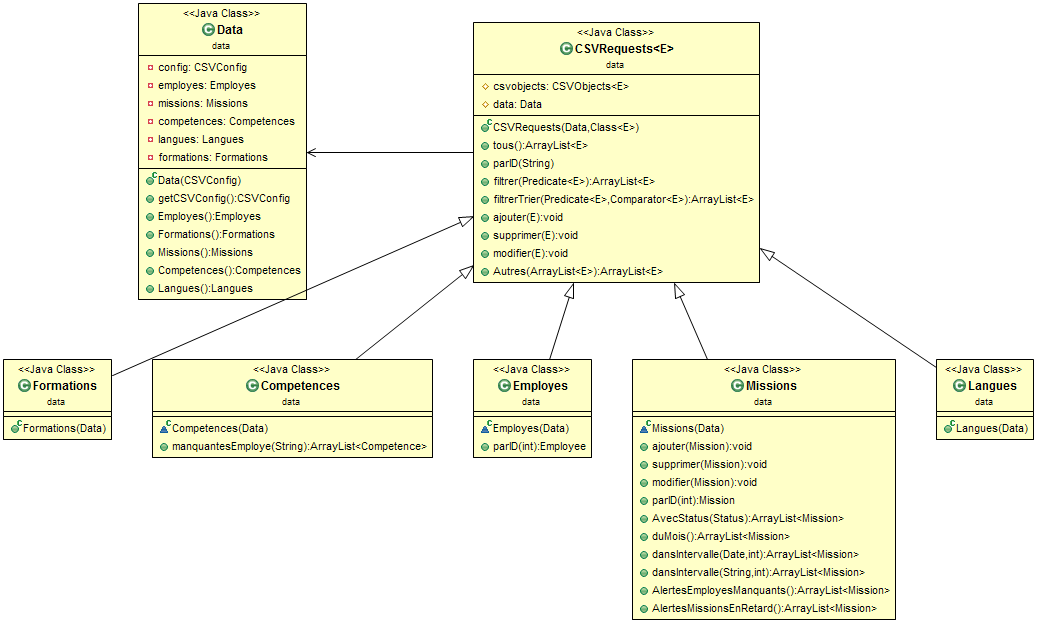 <<Java Class>>
Data
data
config: CSVConfig
employes: Employes
missions: Missions
competences: Competences
langues: Langues
formations: Formations
Data(CSVConfig)
getCSVConfig():CSVConfig
Employes():Employes
Formations():Formations
Missions():Missions
Competences():Competences
Langues():Langues
<<Java Class>>
CSVRequests<E>
data
csvobjects: CSVObjects<E>
data: Data
CSVRequests(Data,Class<E>)
tous():ArrayList<E>
parID(String)
filtrer(Predicate<E>):ArrayList<E>
filtrerTrier(Predicate<E>,Comparator<E>):ArrayList<E>
ajouter(E):void
supprimer(E):void
modifier(E):void
Autres(ArrayList<E>):ArrayList<E>
<<Java Class>>
Formations
data
Formations(Data)
<<Java Class>>
Competences
data
Competences(Data)
manquantesEmploye(String):ArrayList<Competence>
<<Java Class>>
Employes
data
Employes(Data)
parID(int):Employee
<<Java Class>>
Missions
data
Missions(Data)
ajouter(Mission):void
supprimer(Mission):void
modifier(Mission):void
parID(int):Mission
AvecStatus(Status):ArrayList<Mission>
duMois():ArrayList<Mission>
dansIntervalle(Date,int):ArrayList<Mission>
dansIntervalle(String,int):ArrayList<Mission>
AlertesEmployesManquants():ArrayList<Mission>
AlertesMissionsEnRetard():ArrayList<Mission>
<<Java Class>>
Langues
data
Langues(Data)